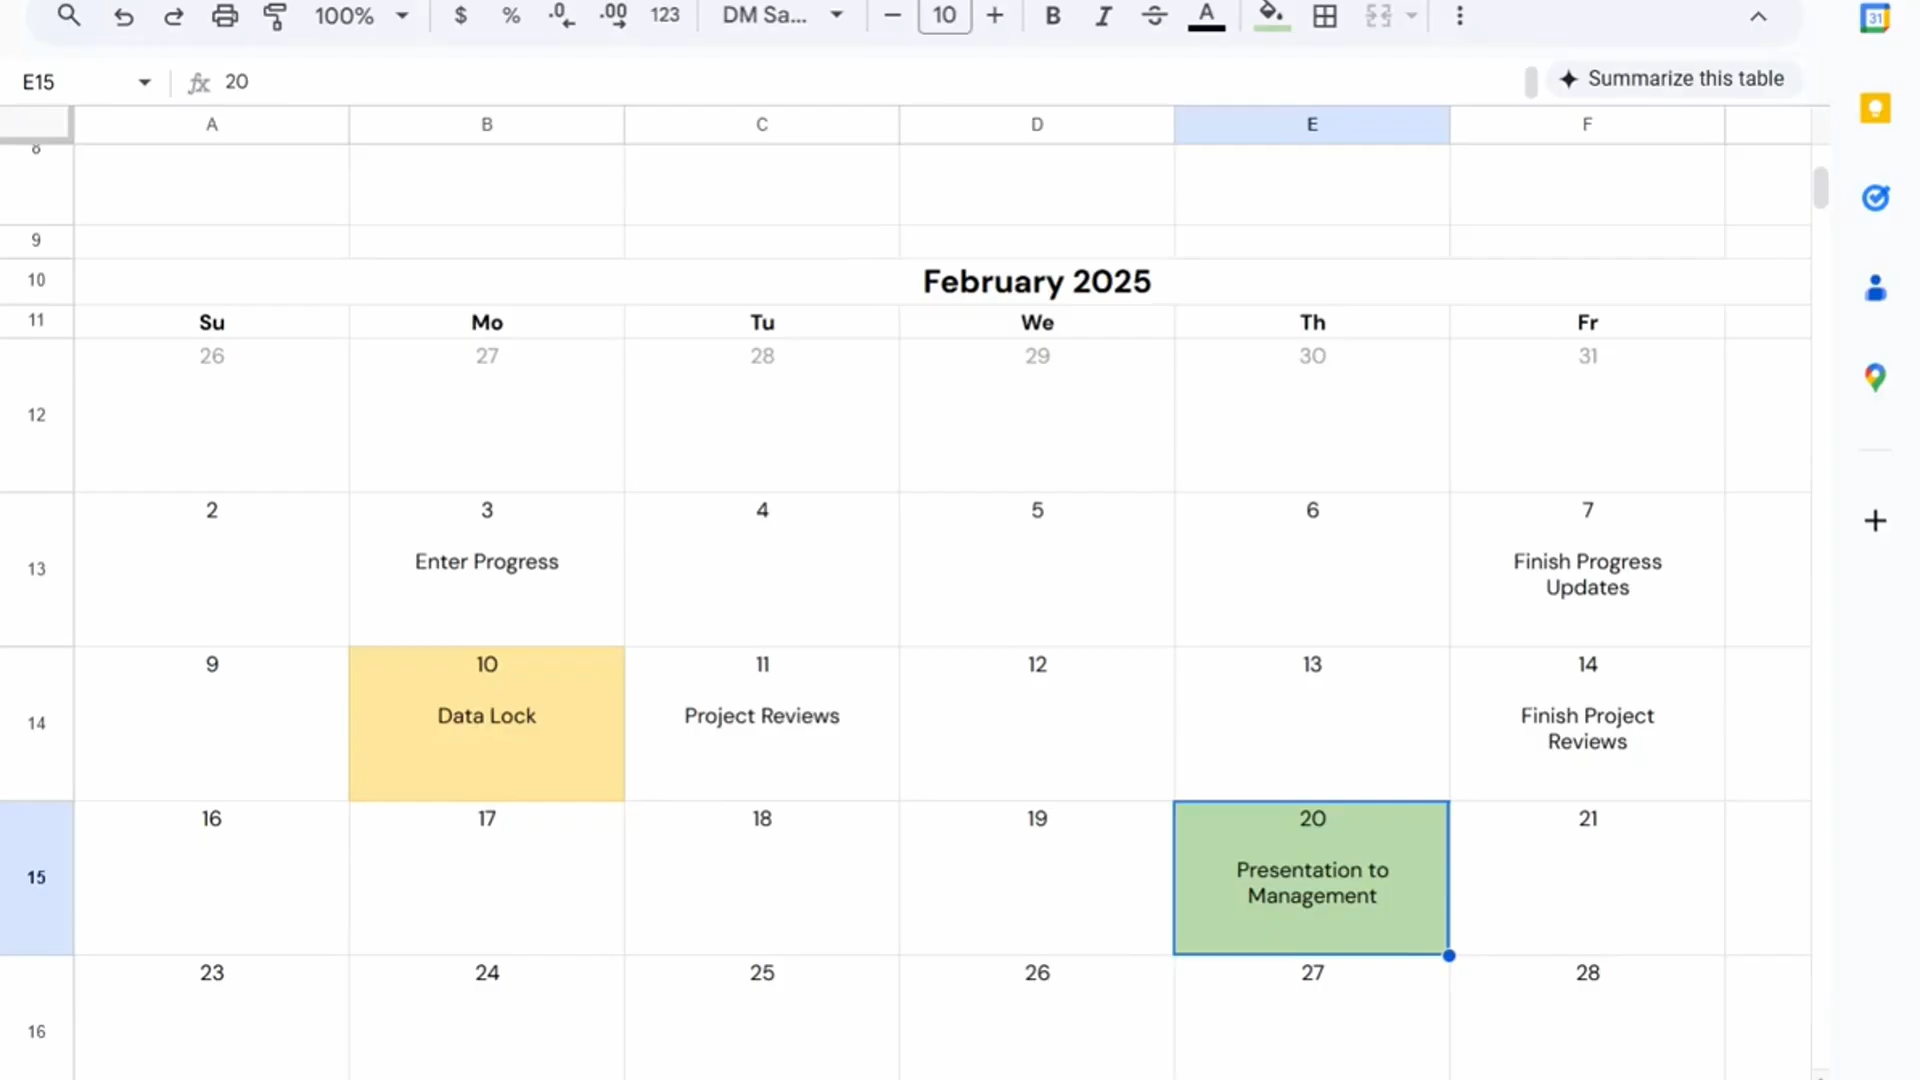 100% $ % .0 .00 123 DM Sa... 10 B I A
31
E15 fx 20 Summarize this table
A B C D E F
8
9
10 February 2025
11 Su Mo Tu We Th Fr
26 27 28 29 30 31
12
2 3 4 5 6 7
13 Enter Progress Finish Progress
Updates
9 10 11 12 13 14
14 Data Lock Project Reviews Finish Project
Reviews
16 17 18 19 20 21
15 Presentation to
Management
23 24 25 26 27 28
16